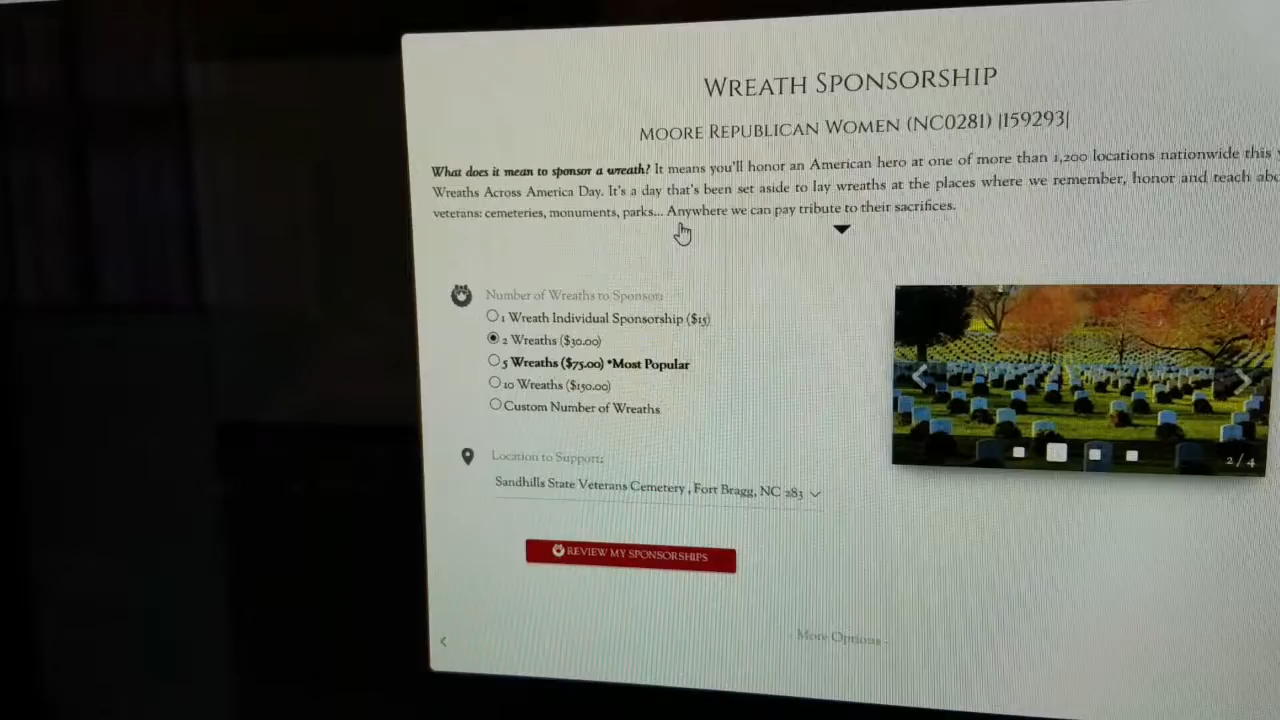 WREATH SPONSORSHIP
MOORE REPUBLICAN WOMEN (NC0281) |159293|
What does it mean to sponsor a wreath? It means you'll honor an American hero at one of more than 1,200 locations nationwide this
Wreaths Across America Day. It's a day that's been set aside to lay wreaths at the places where we remember, honor and teach
veterans: cemeteries, monuments, parks... Anywhere we can pay tribute to their sacrifices.
Number of Wreaths to Sponsor:
1 Wreath Individual Sponsorship ($15)
2 Wreaths ($30.00)
5 Wreaths ($75.00) *Most Popular
10 Wreaths ($150.00)
Custom Number of Wreaths
2 / 4
Location to Support:
Sandhills State Veterans Cemetery , Fort Bragg, NC 283
REVIEW MY SPONSORSHIPS
- More Options -